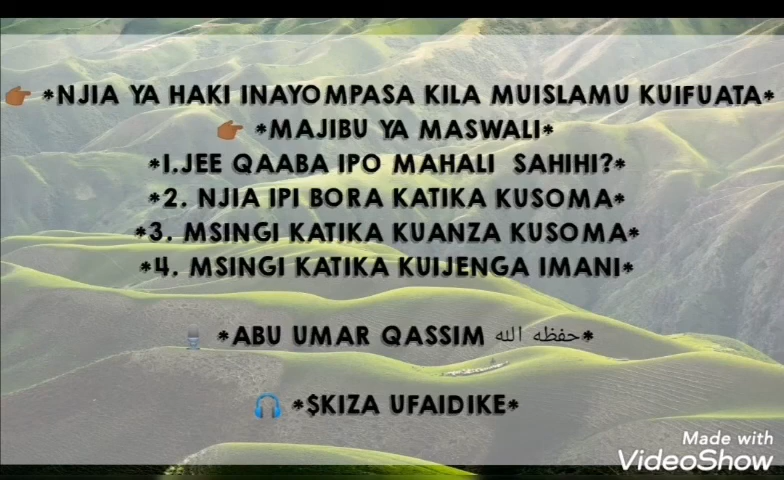 👉🏾 *NJIA YA HAKI INAYOMPASA KILA MUISLAMU KUIFUATA*
👉🏾 *MAJIBU YA MASWALI*
*1.JEE QAABA IPO MAHALI SAHIHI?*
*2. NJIA IPI BORA KATIKA KUSOMA*
*3. MSINGI KATIKA KUANZA KUSOMA*
*4. MSINGI KATIKA KUIJENGA IMANI*
🎙 *ABU UMAR QASSIM حفظه الله*
🎧 *SKIZA UFAIDIKE*
Made with
VideoShow